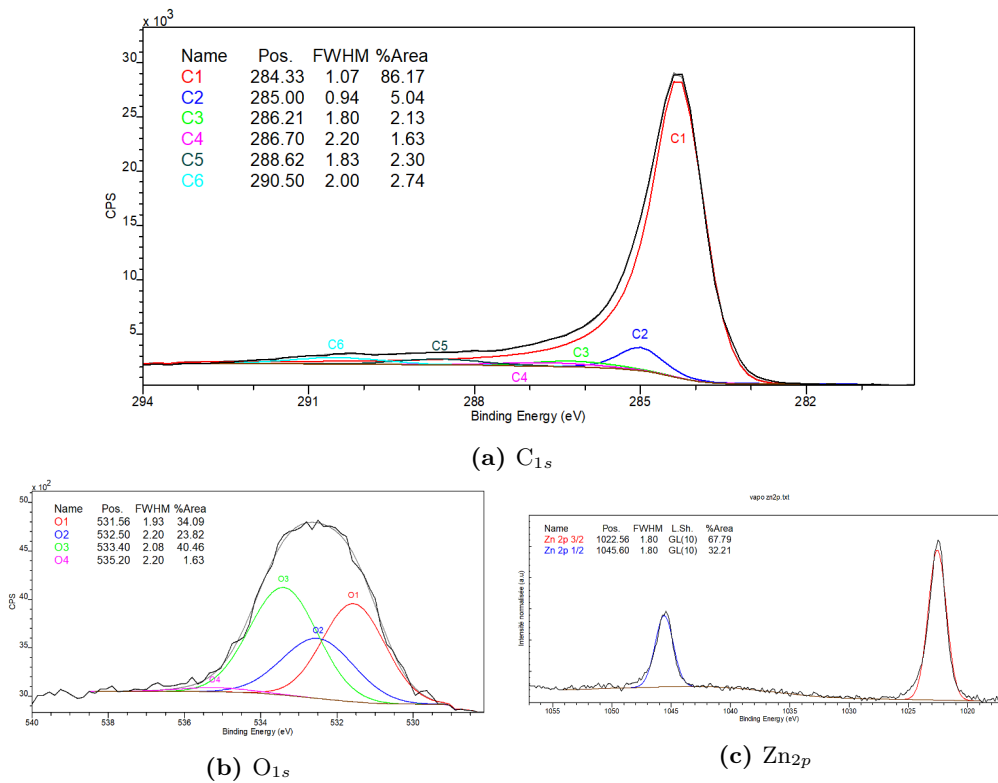 x 10³
Name Pos. FWHM %Area
C1 284.33 1.07 86.17
C2 285.00 0.94 5.04
C3 286.21 1.80 2.13
C4 286.70 2.20 1.63
C5 288.62 1.83 2.30
C6 290.50 2.00 2.74
30
25
20
15
10
5
CPS
C1
C2
C3
C4
C5
C6
294 291 288 285 282
Binding Energy (eV)
(a) C1s
x 10²
Name Pos. FWHM %Area
O1 531.56 1.93 34.09
O2 532.50 2.20 23.82
O3 533.40 2.08 40.46
O4 535.20 2.20 1.63
50
45
40
35
30
CPS
O3
O1
O2
O4
540 538 536 534 532 530
Binding Energy (eV)
(b) O1s
vapo zn2p.txt
Name Pos. FWHM L.Sh. %Area
Zn 2p 3/2 1022.56 1.80 GL(10) 67.79
Zn 2p 1/2 1045.60 1.80 GL(10) 32.21
Intensité normalisée (a.u)
1055 1050 1045 1040 1035 1030 1025 1020
Binding Energy (eV)
(c) Zn2p